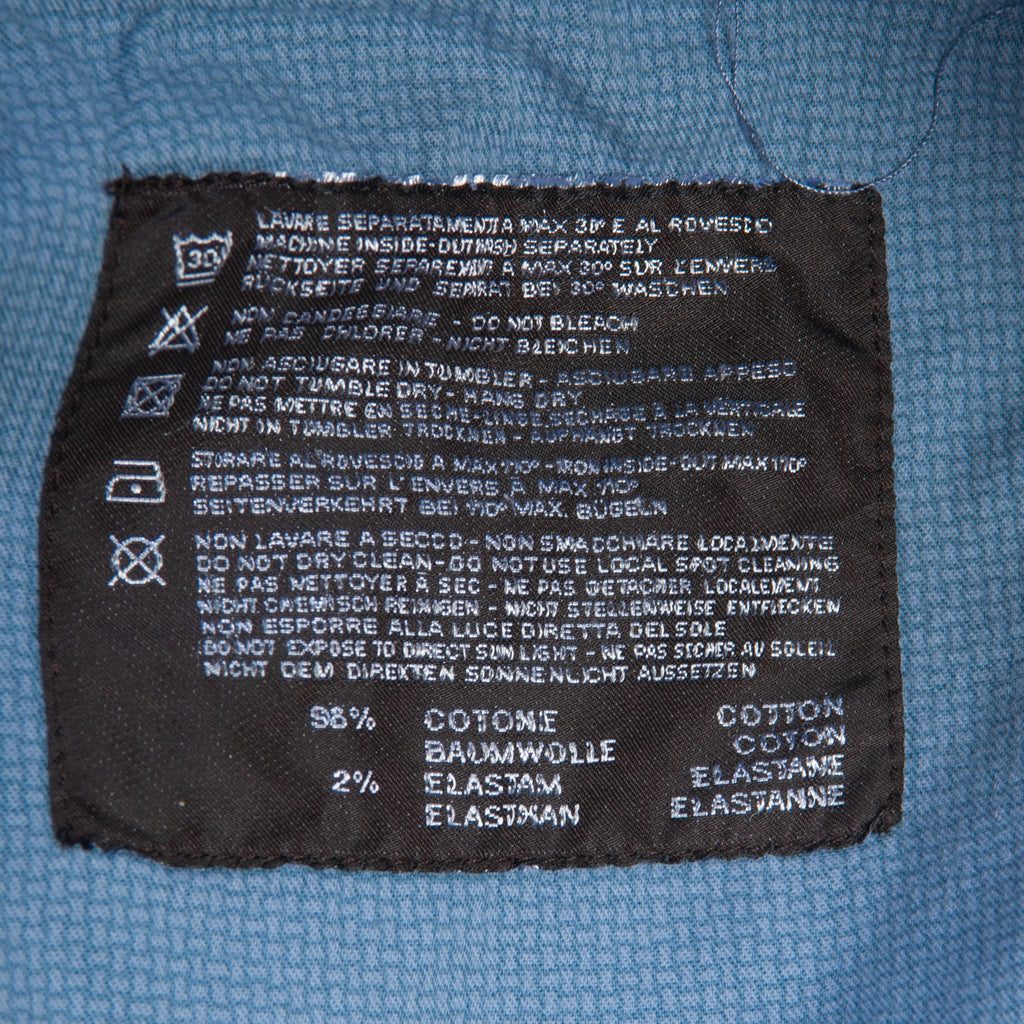 30
LAVARE SEPARATAMENTE A MAX 30° E AL ROVESCIO
MACHINE INSIDE-OUT WASH SEPARATELY
NETTOYER SEPAREMENT A MAX 30° SUR L'ENVERS
RÜCKSEITE UND SEPARAT BEI 30° WASCHEN
NON CANDEGGIARE - DO NOT BLEACH
NE PAS CHLORER - NICHT BLEICHEN
NON ASCIUGARE IN TUMBLER - ASCIUGARE APPESO
DO NOT TUMBLE DRY - HANG DRY
NE PAS METTRE EN SECHE-LINGE SECHAGE A LA VERTICALE
NICHT IN TUMBLER TROCKNEN - AUFHANGT TROCKNEN
STIRARE AL ROVESCIO A MAX 110° - IRON INSIDE-OUT MAX 110°
REPASSER SUR L'ENVERS A MAX 110°
SEITENVERKEHRT BEI 110° MAX. BÜGELN
NON LAVARE A SECCO - NON SMACCHIARE LOCALMENTE
DO NOT DRY CLEAN - DO NOT USE LOCAL SPOT CLEANING
NE PAS NETTOYER À SEC - NE PAS DETACHER LOCALEMENT
NICHT CHEMISCH REINIGEN - NICHT STELLENWEISE ENTFLECKEN
NON ESPORRE ALLA LUCE DIRETTA DEL SOLE
DO NOT EXPOSE TO DIRECT SUN LIGHT - NE PAS SECHER AU SOLEIL
NICHT DEM DIREKTEN SONNENLICHT AUSSETZEN
98% COTONE COTTON
BAUMWOLLE COTON
2% ELASTAM ELASTANE
ELASTHAN ELASTANNE